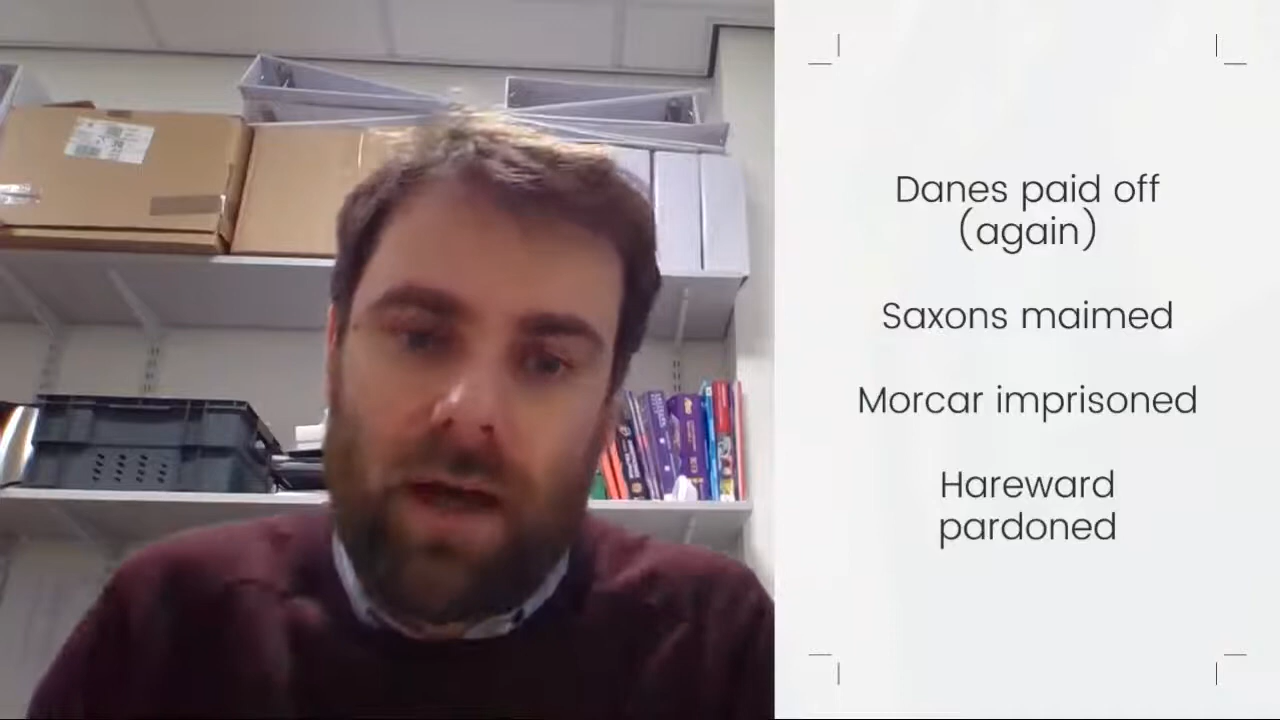 Danes paid off
(again)
Saxons maimed
Morcar imprisoned
Hareward
pardoned